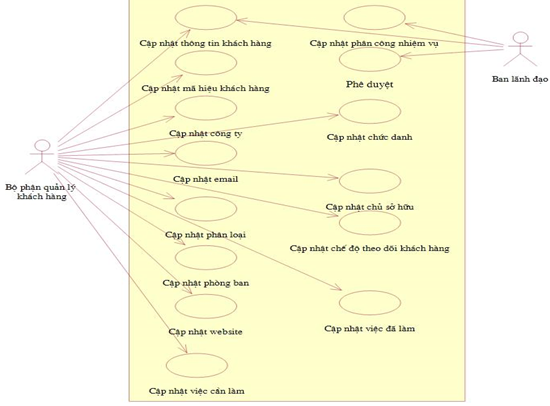 Cập nhật thông tin khách hàng
Cập nhật phân công nhiệm vụ
Ban lãnh đạo
Cập nhật mã hiệu khách hàng
Phê duyệt
Cập nhật công ty
Cập nhật chức danh
Cập nhật email
Bộ phận quản lý
khách hàng
Cập nhật chủ sở hữu
Cập nhật phân loại
Cập nhật chế độ theo dõi khách hàng
Cập nhật phòng ban
Cập nhật website
Cập nhật việc đã làm
Cập nhật việc cần làm